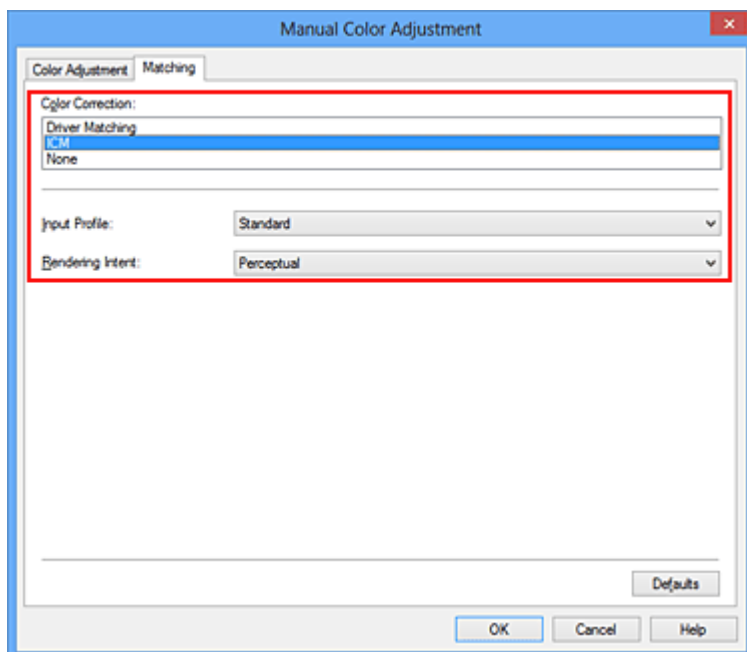 Manual Color Adjustment
Color Adjustment Matching
Color Correction:
Driver Matching
ICM
None
Input Profile: Standard
Rendering Intent: Perceptual
Defaults
OK Cancel Help